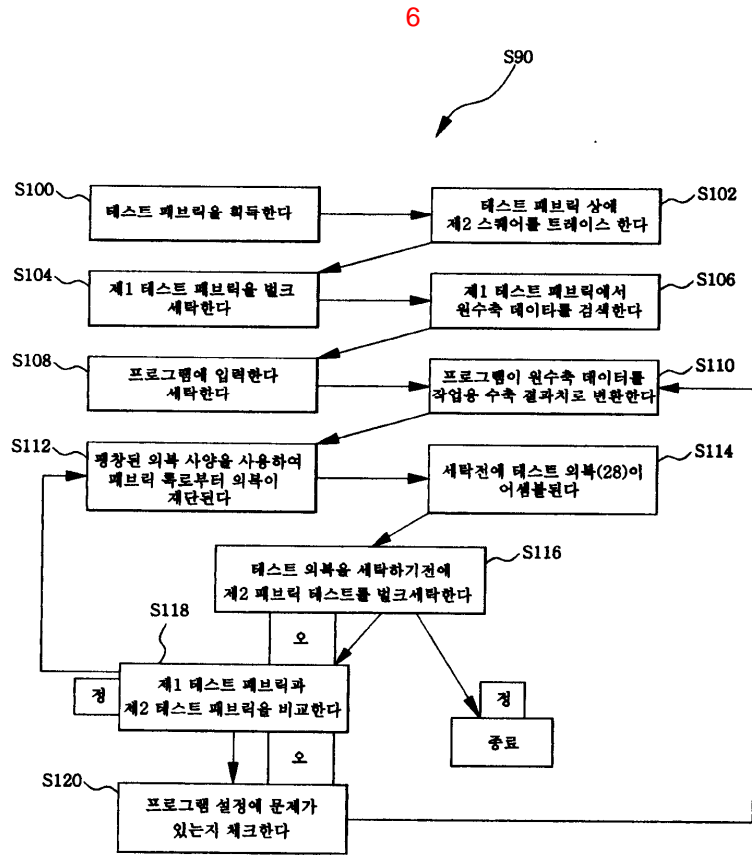 6
S90
S100
테스트 패브릭을 획득한다
테스트 패브릭 상에
제2 스퀘어를 트레이스 한다
S102
S104
제1 테스트 패브릭을 벌크
세탁한다
제1 테스트 패브릭에서
원수축 데이타를 검색한다
S106
S108
프로그램에 입력한다
세탁한다
프로그램이 원수축 데이터를
작업용 수축 결과치로 변환한다
S110
S112
팽창된 의복 사양을 사용하여
패브릭 록로부터 의복이
재단된다
세탁전에 테스트 의복(28)이
어셈블된다
S114
테스트 의복을 세탁하기전에
제2 패브릭 테스트를 벌크세탁한다
S116
오
S118
정
제1 테스트 패브릭과
제2 테스트 패브릭을 비교한다
정
종료
오
S120
프로그램 설정에 문제가
있는지 체크한다